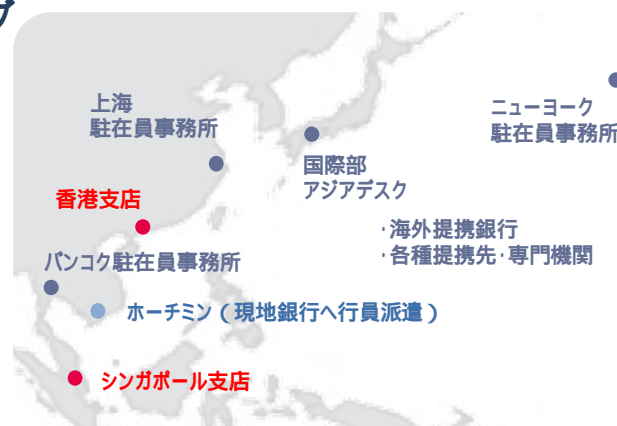 プ
上海
駐在員事務所
ニューヨーク
駐在員事務所
国際部
アジアデスク
香港支店
・海外提携銀行
・各種提携先・専門機関
バンコク駐在員事務所
ホーチミン（現地銀行へ行員派遣）
シンガポール支店